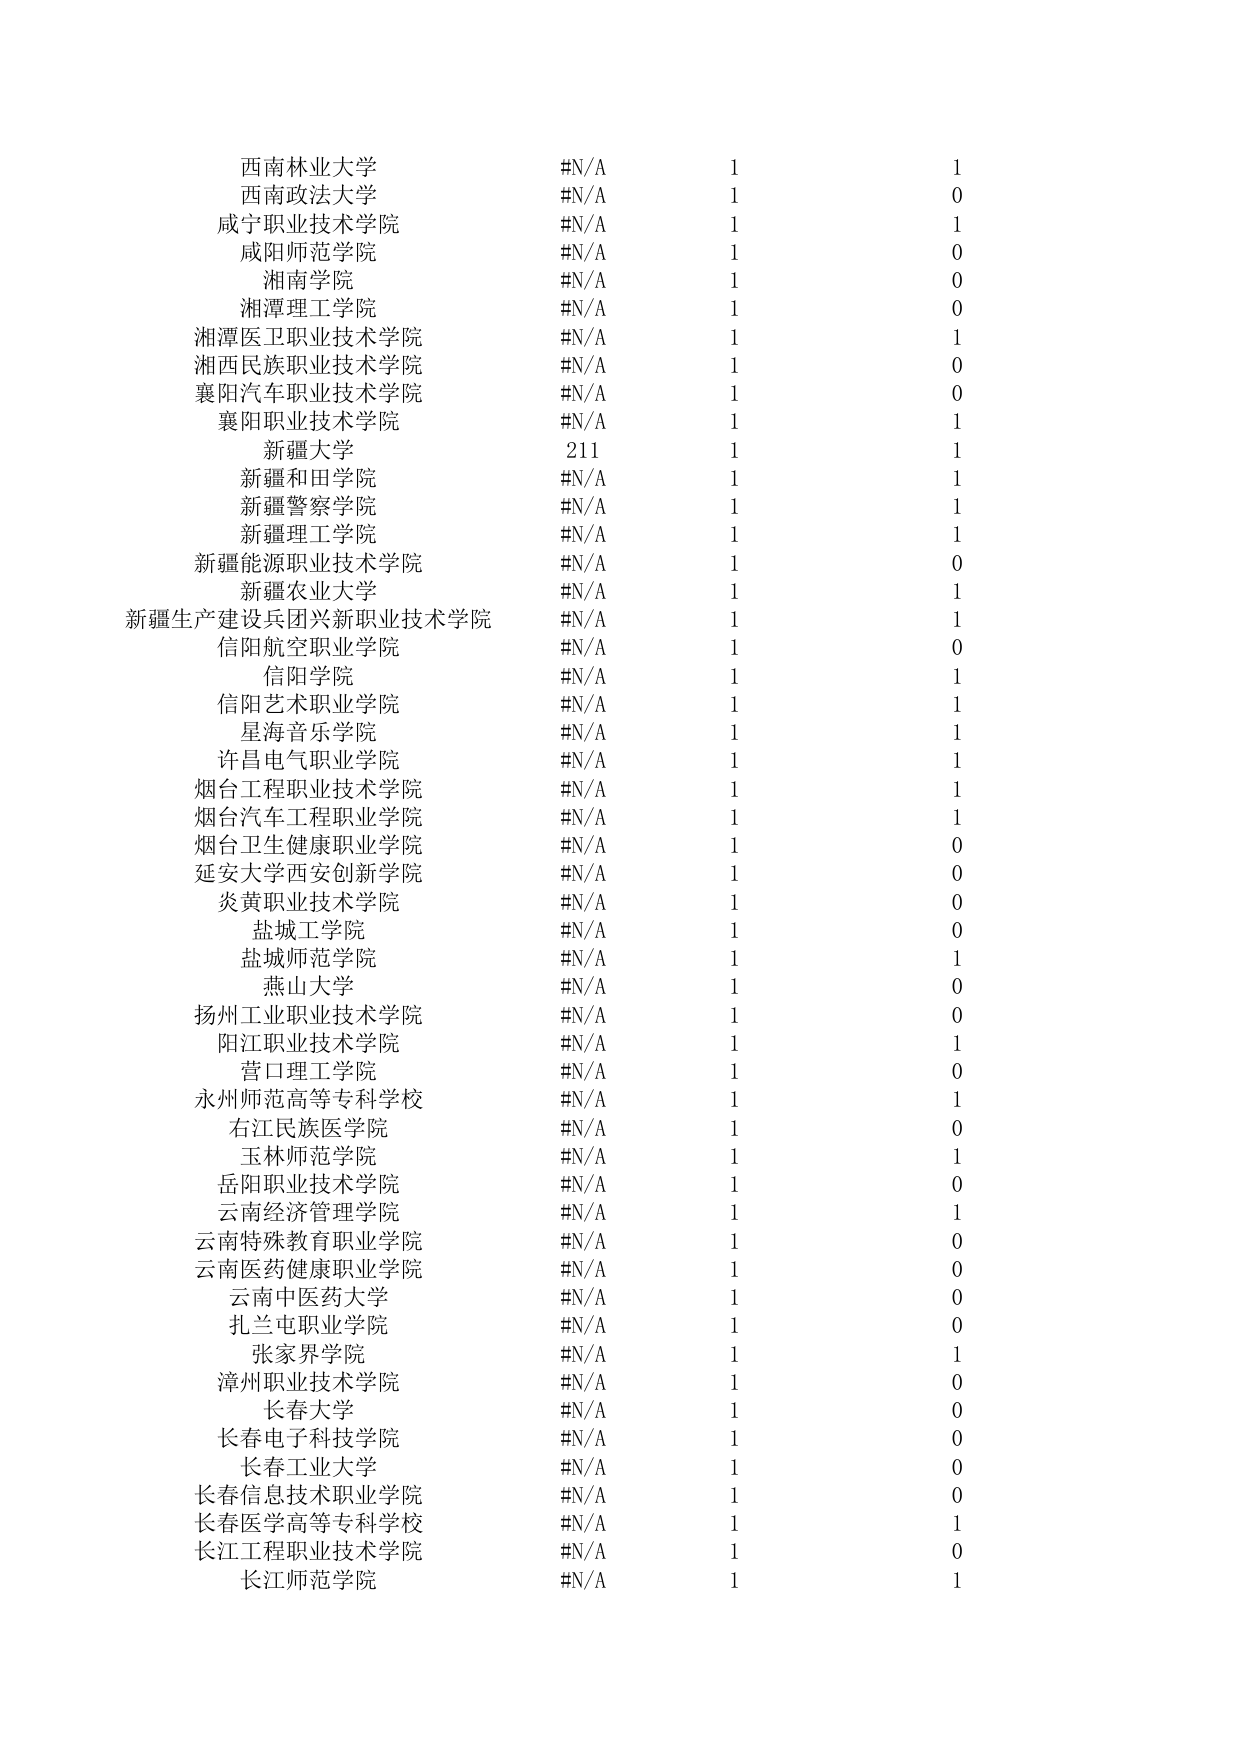 西南林业大学 #N/A 1 1
西南政法大学 #N/A 1 0
咸宁职业技术学院 #N/A 1 1
咸阳师范学院 #N/A 1 0
湘南学院 #N/A 1 0
湘潭理工学院 #N/A 1 0
湘潭医卫职业技术学院 #N/A 1 1
湘西民族职业技术学院 #N/A 1 0
襄阳汽车职业技术学院 #N/A 1 0
襄阳职业技术学院 #N/A 1 1
新疆大学 211 1 1
新疆和田学院 #N/A 1 1
新疆警察学院 #N/A 1 1
新疆理工学院 #N/A 1 1
新疆能源职业技术学院 #N/A 1 0
新疆农业大学 #N/A 1 1
新疆生产建设兵团兴新职业技术学院 #N/A 1 1
信阳航空职业学院 #N/A 1 0
信阳学院 #N/A 1 1
信阳艺术职业学院 #N/A 1 1
星海音乐学院 #N/A 1 1
许昌电气职业学院 #N/A 1 1
烟台工程职业技术学院 #N/A 1 1
烟台汽车工程职业学院 #N/A 1 1
烟台卫生健康职业学院 #N/A 1 0
延安大学西安创新学院 #N/A 1 0
炎黄职业技术学院 #N/A 1 0
盐城工学院 #N/A 1 0
盐城师范学院 #N/A 1 1
燕山大学 #N/A 1 0
扬州工业职业技术学院 #N/A 1 0
阳江职业技术学院 #N/A 1 1
营口理工学院 #N/A 1 0
永州师范高等专科学校 #N/A 1 1
右江民族医学院 #N/A 1 0
玉林师范学院 #N/A 1 1
岳阳职业技术学院 #N/A 1 0
云南经济管理学院 #N/A 1 1
云南特殊教育职业学院 #N/A 1 0
云南医药健康职业学院 #N/A 1 0
云南中医药大学 #N/A 1 0
扎兰屯职业学院 #N/A 1 0
张家界学院 #N/A 1 1
漳州职业技术学院 #N/A 1 0
长春大学 #N/A 1 0
长春电子科技学院 #N/A 1 0
长春工业大学 #N/A 1 0
长春信息技术职业学院 #N/A 1 0
长春医学高等专科学校 #N/A 1 1
长江工程职业技术学院 #N/A 1 0
长江师范学院 #N/A 1 1